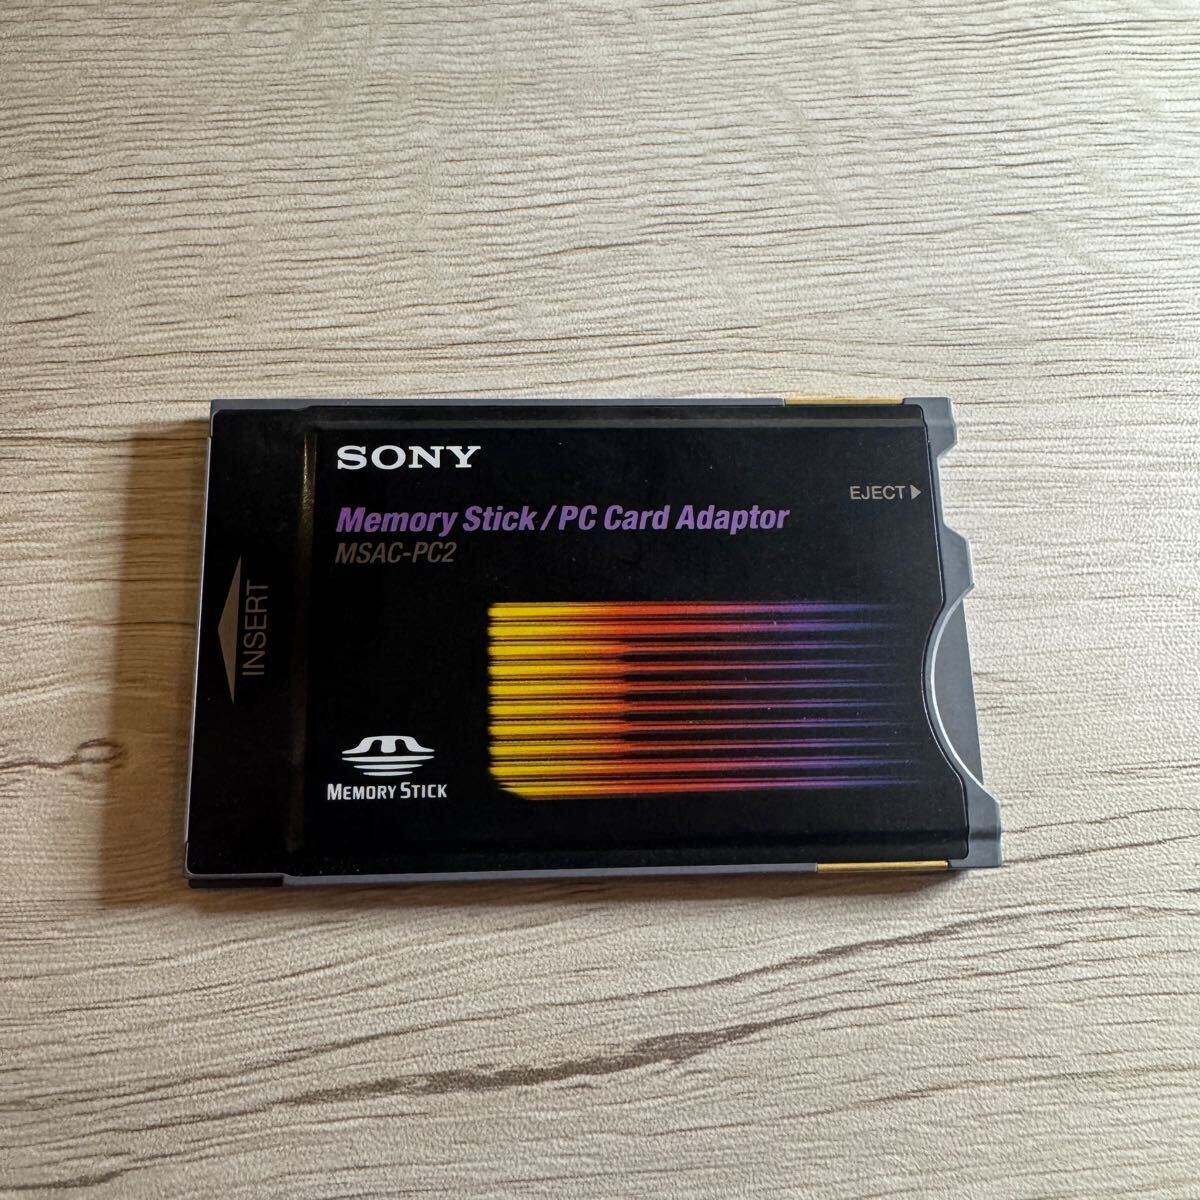 SONY
EJECT▶
Memory Stick/PC Card Adaptor
MSAC-PC2
INSERT
MEMORY STICK